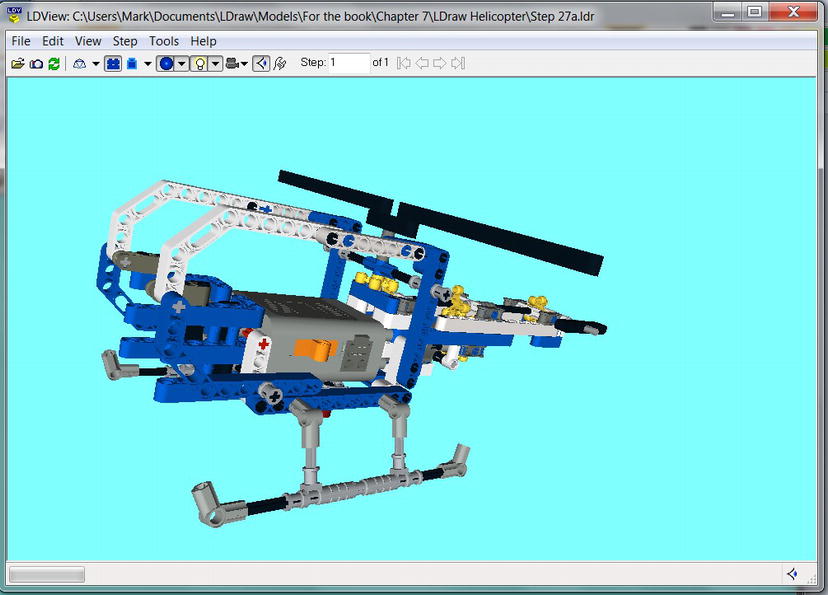 LDV
LDView: C:\Users\Mark\Documents\LDraw\Models\For the book\Chapter 7\LDraw Helicopter\Step 27a.ldr
File Edit View Step Tools Help
Step: 1 of 1